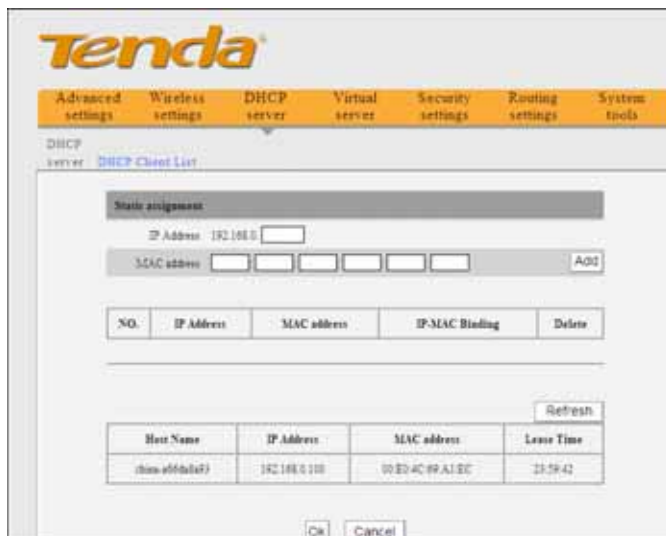 Tenda
Advanced settings Wireless settings DHCP server Virtual server Security settings Routing settings System tools
DHCP server DHCP Client List
Static assignment
IP Address 192.168.0.
MAC address Add
NO. IP Address MAC address IP-MAC Binding Delete
Refresh
Host Name IP Address MAC address Lease Time
192.168.0.100 23:59:42
Ok Cancel